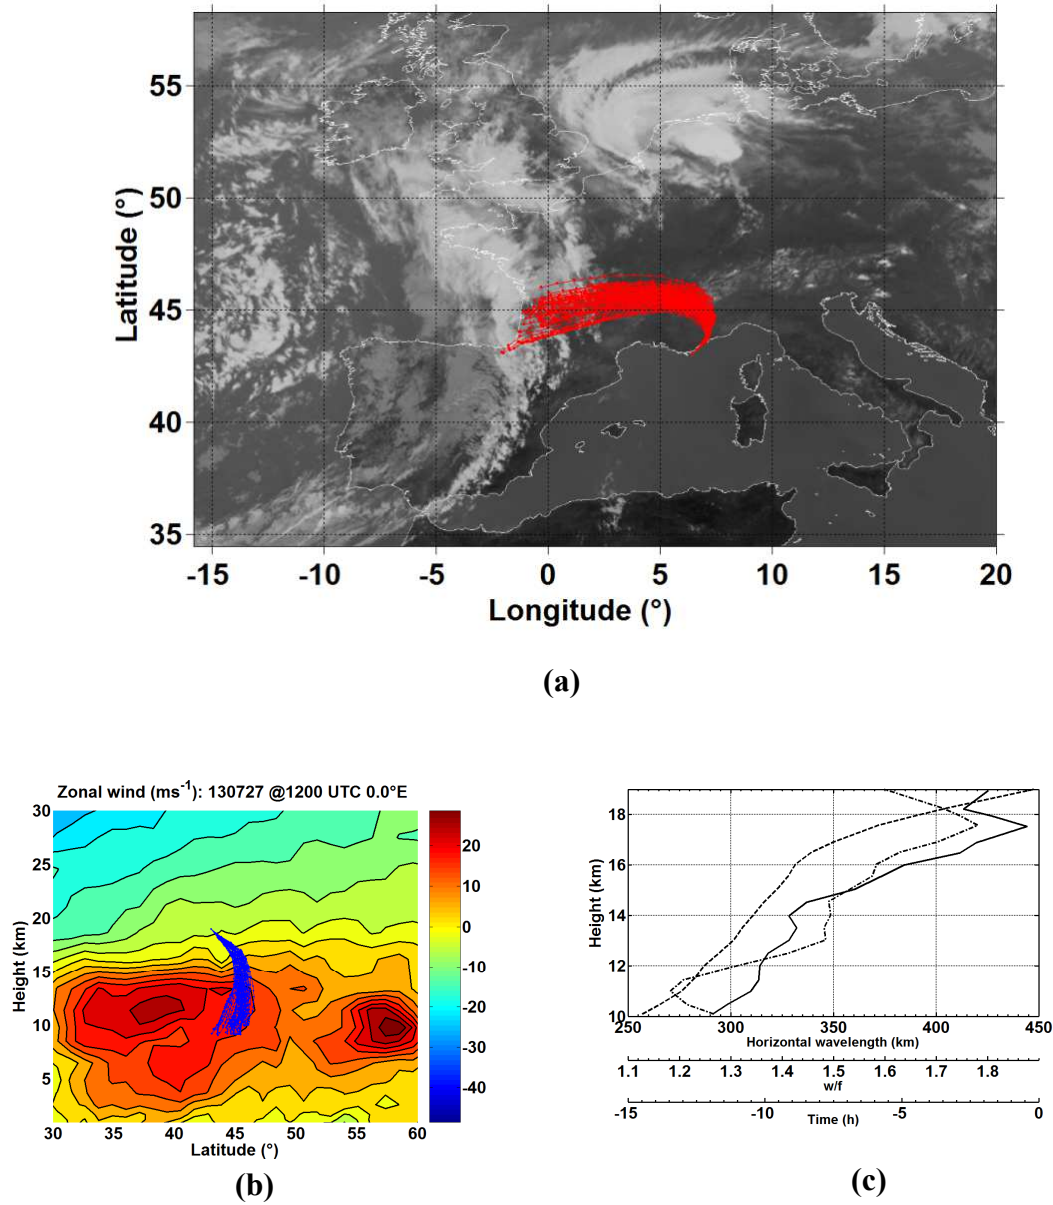 55
50
45
40
35
Latitude (°)
-15 -10 -5 0 5 10 15 20
Longitude (°)
(a)
Zonal wind (ms-1): 130727 @1200 UTC 0.0°E
30
25
20
15
10
5
Height (km)
30 35 40 45 50 55 60
Latitude (°)
20
10
0
-10
-20
-30
-40
(b)
18
16
14
12
10
Height (km)
250 300 350 400 450
Horizontal wavelength (km)
1.1 1.2 1.3 1.4 1.5 1.6 1.7 1.8
w/f
-15 -10 -5 0
Time (h)
(c)